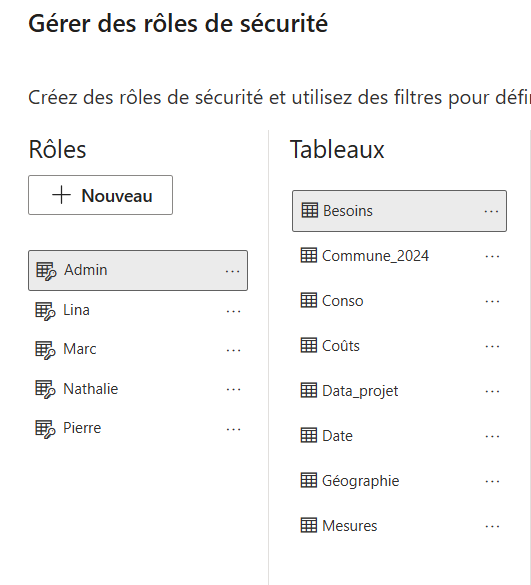 Gérer des rôles de sécurité
Créez des rôles de sécurité et utilisez des filtres pour défi
Rôles
Nouveau
Admin
Lina
Marc
Nathalie
Pierre
Tableaux
Besoins
Commune_2024
Conso
Coûts
Data_projet
Date
Géographie
Mesures